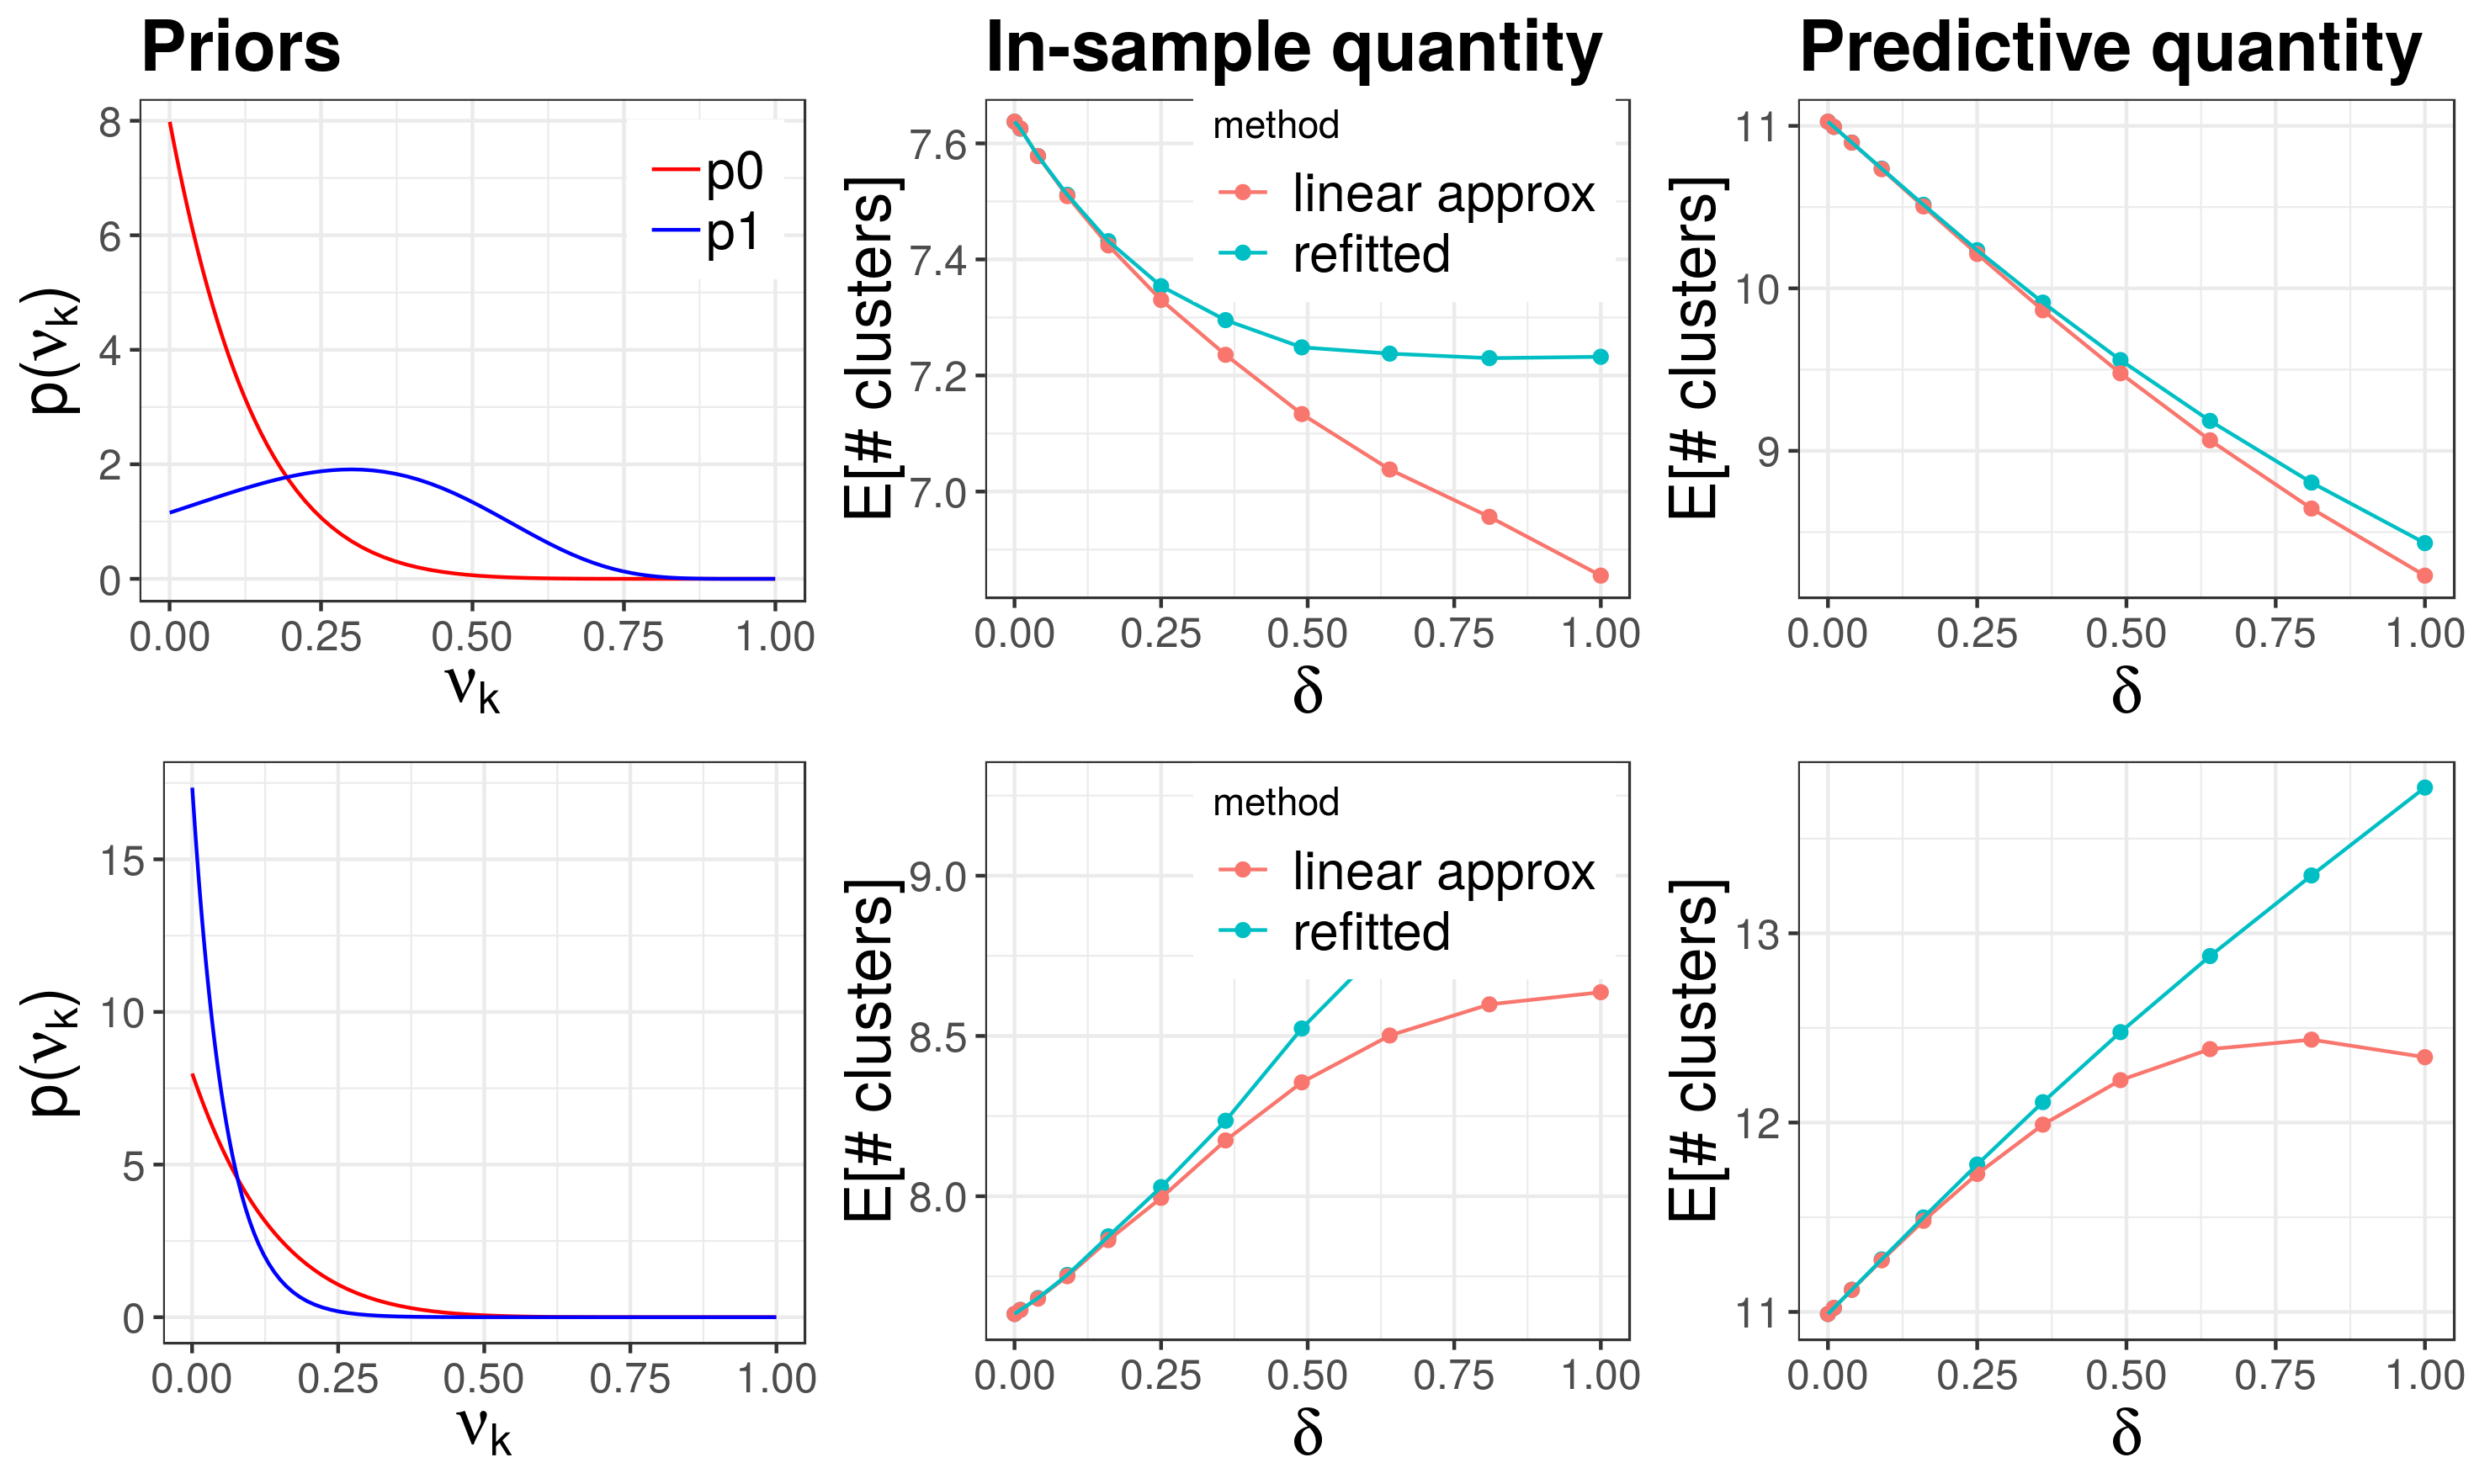 Priors
In-sample quantity
Predictive quantity
8
6
4
2
0
p(νk)
p0
p1
0.00 0.25 0.50 0.75 1.00
νk
7.6
7.4
7.2
7.0
E[# clusters]
method
linear approx
refitted
0.00 0.25 0.50 0.75 1.00
δ
11
10
9
E[# clusters]
0.00 0.25 0.50 0.75 1.00
δ
15
10
5
0
p(νk)
0.00 0.25 0.50 0.75 1.00
νk
9.0
8.5
8.0
E[# clusters]
method
linear approx
refitted
0.00 0.25 0.50 0.75 1.00
δ
13
12
11
E[# clusters]
0.00 0.25 0.50 0.75 1.00
δ